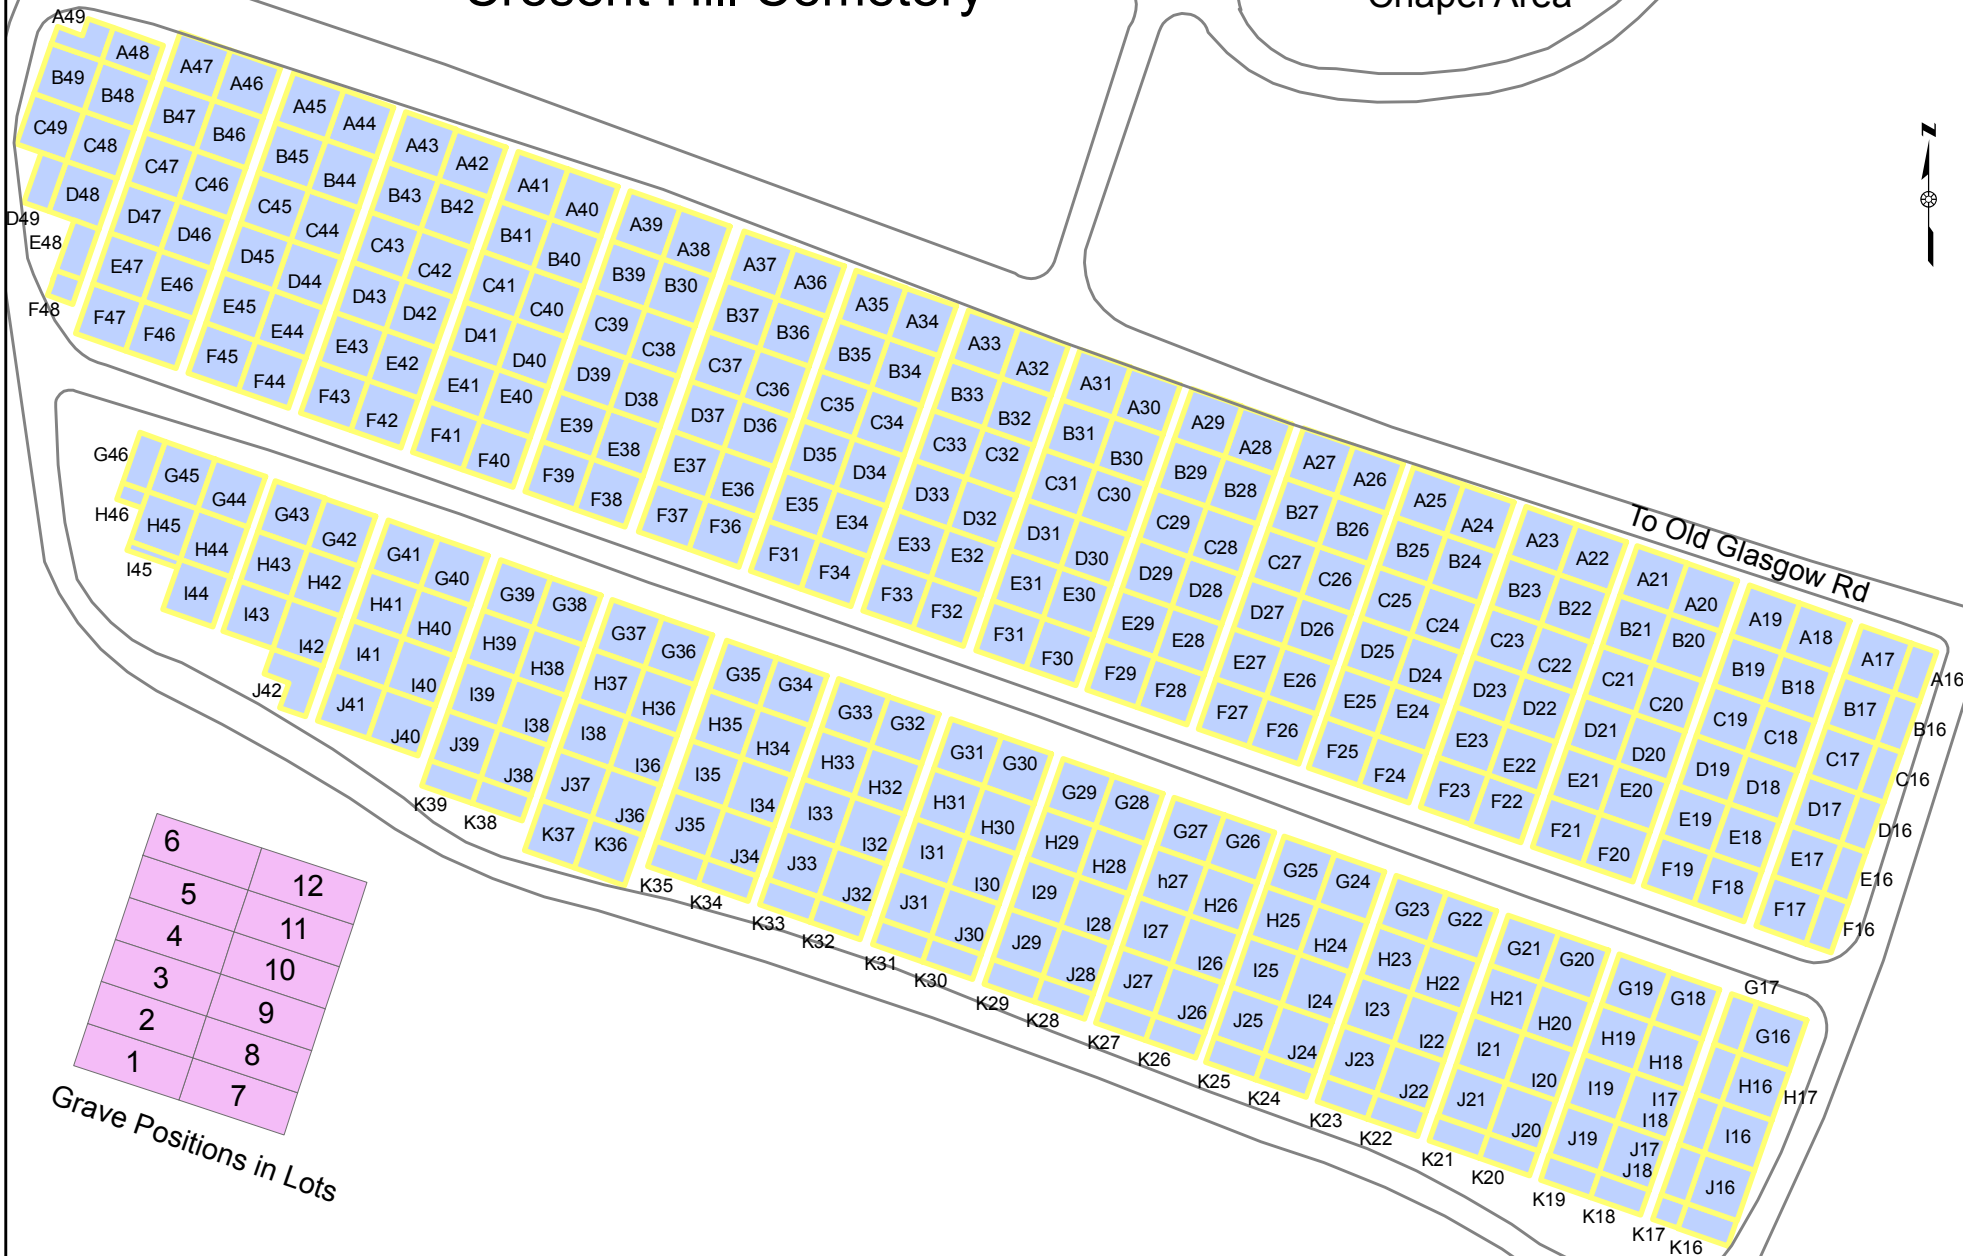 Cresent Hill Cemetery
Chapel Area
N
To Old Glasgow Rd
A49 A48 A47 A46 A45 A44 A43 A42 A41 A40 A39 A38 A37 A36 A35 A34 A33 A32 A31 A30 A29 A28 A27 A26 A25 A24 A23 A22 A21 A20 A19 A18 A17 A16
B49 B48 B47 B46 B45 B44 B43 B42 B41 B40 B39 B30 B37 B36 B35 B34 B33 B32 B31 B30 B29 B28 B27 B26 B25 B24 B23 B22 B21 B20 B19 B18 B17 B16
C49 C48 C47 C46 C45 C44 C43 C42 C41 C40 C39 C38 C37 C36 C35 C34 C33 C32 C31 C30 C29 C28 C27 C26 C25 C24 C23 C22 C21 C20 C19 C18 C17 C16
D49 D48 D47 D46 D45 D44 D43 D42 D41 D40 D39 D38 D37 D36 D35 D34 D33 D32 D31 D30 D29 D28 D27 D26 D25 D24 D23 D22 D21 D20 D19 D18 D17 D16
E48 E47 E46 E45 E44 E43 E42 E41 E40 E39 E38 E37 E36 E35 E34 E33 E32 E31 E30 E29 E28 E27 E26 E25 E24 E23 E22 E21 E20 E19 E18 E17 E16
F48 F47 F46 F45 F44 F43 F42 F41 F40 F39 F38 F37 F36 F31 F34 F33 F32 F31 F30 F29 F28 F27 F26 F25 F24 F23 F22 F21 F20 F19 F18 F17 F16
G46 G45 G44 G43 G42 G41 G40 G39 G38 G37 G36 G35 G34 G33 G32 G31 G30 G29 G28 G27 G26 G25 G24 G23 G22 G21 G20 G19 G18 G17 G16
H46 H45 H44 H43 H42 H41 H40 H39 H38 H37 H36 H35 H34 H33 H32 H31 H30 H29 H28 h27 H26 H25 H24 H23 H22 H21 H20 H19 H18 H16 H17
I45 I44 I43 I42 I41 I40 I39 I38 I38 I36 I35 I34 I33 I32 I31 I30 I29 I28 I27 I26 I25 I24 I23 I22 I21 I20 I19 I17 I18 I16
J42 J41 J40 J39 J38 J37 J36 J35 J34 J33 J32 J31 J30 J29 J28 J27 J26 J25 J24 J23 J22 J21 J20 J19 J17 J18 J16
K39 K38 K37 K36 K35 K34 K33 K32 K31 K30 K29 K28 K27 K26 K25 K24 K23 K22 K21 K20 K19 K18 K17 K16
6 12
5 11
4 10
3 9
2 8
1 7
Grave Positions in Lots